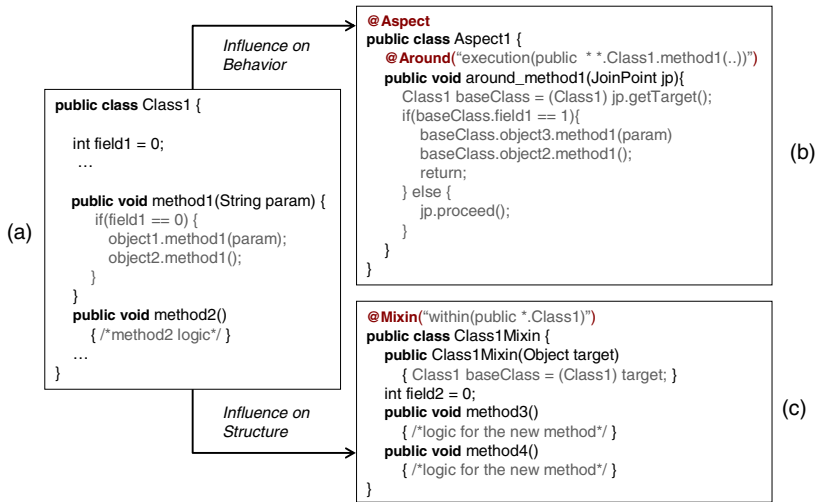 (a)
public class Class1 {
int field1 = 0;
…
public void method1(String param) {
if(field1 == 0) {
object1.method1(param);
object2.method1();
}
}
public void method2()
{ /*method2 logic*/ }
…
}
Influence on
Behavior
@Aspect
public class Aspect1 {
@Around(“execution(public * *.Class1.method1(..))”)
public void around_method1(JoinPoint jp){
Class1 baseClass = (Class1) jp.getTarget();
if(baseClass.field1 == 1){
baseClass.object3.method1(param)
baseClass.object2.method1();
return;
} else {
jp.proceed();
}
}
}
(b)
Influence on
Structure
@Mixin(“within(public *.Class1)”)
public class Class1Mixin {
public Class1Mixin(Object target)
{ Class1 baseClass = (Class1) target; }
int field2 = 0;
public void method3()
{ /*logic for the new method*/ }
public void method4()
{ /*logic for the new method*/ }
}
(c)